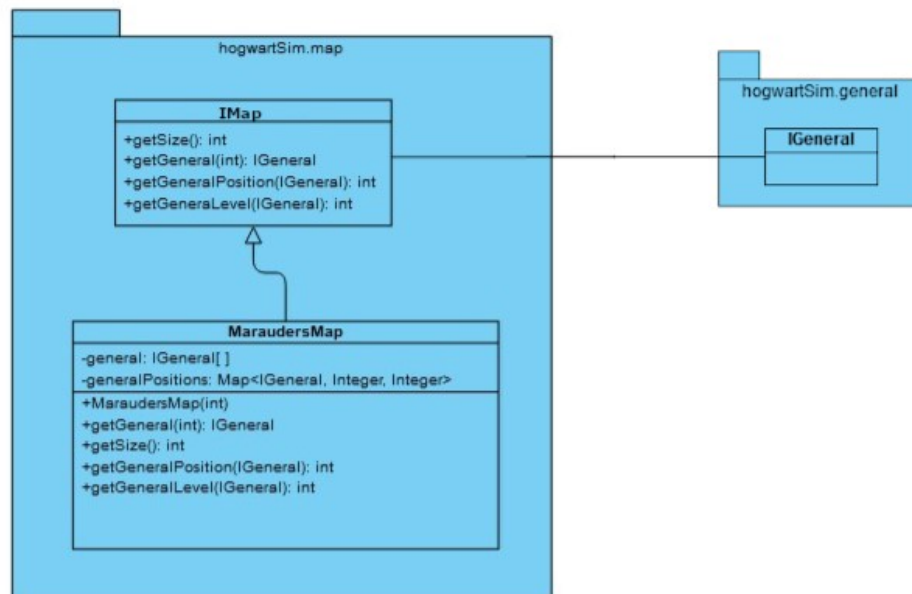 hogwartSim.map
IMap
+getSize(): int
+getGeneral(int): IGeneral
+getGeneralPosition(IGeneral): int
+getGeneraLevel(IGeneral): int
hogwartSim.general
IGeneral
MaraudersMap
-general: IGeneral[ ]
-generalPositions: Map<IGeneral, Integer, Integer>
+MaraudersMap(int)
+getGeneral(int): IGeneral
+getSize(): int
+getGeneralPosition(IGeneral): int
+getGeneralLevel(IGeneral): int